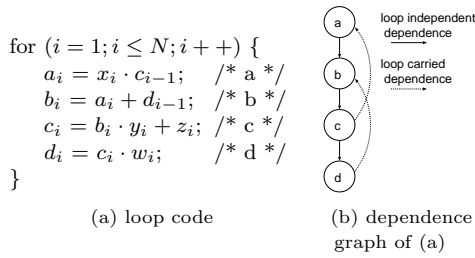 for (i = 1; i ≤ N; i + +) {
a_i = x_i · c_{i−1}; /* a */
b_i = a_i + d_{i−1}; /* b */
c_i = b_i · y_i + z_i; /* c */
d_i = c_i · w_i; /* d */
}
(a) loop code
a
b
c
d
loop independent
dependence
loop carried
dependence
(b) dependence
graph of (a)